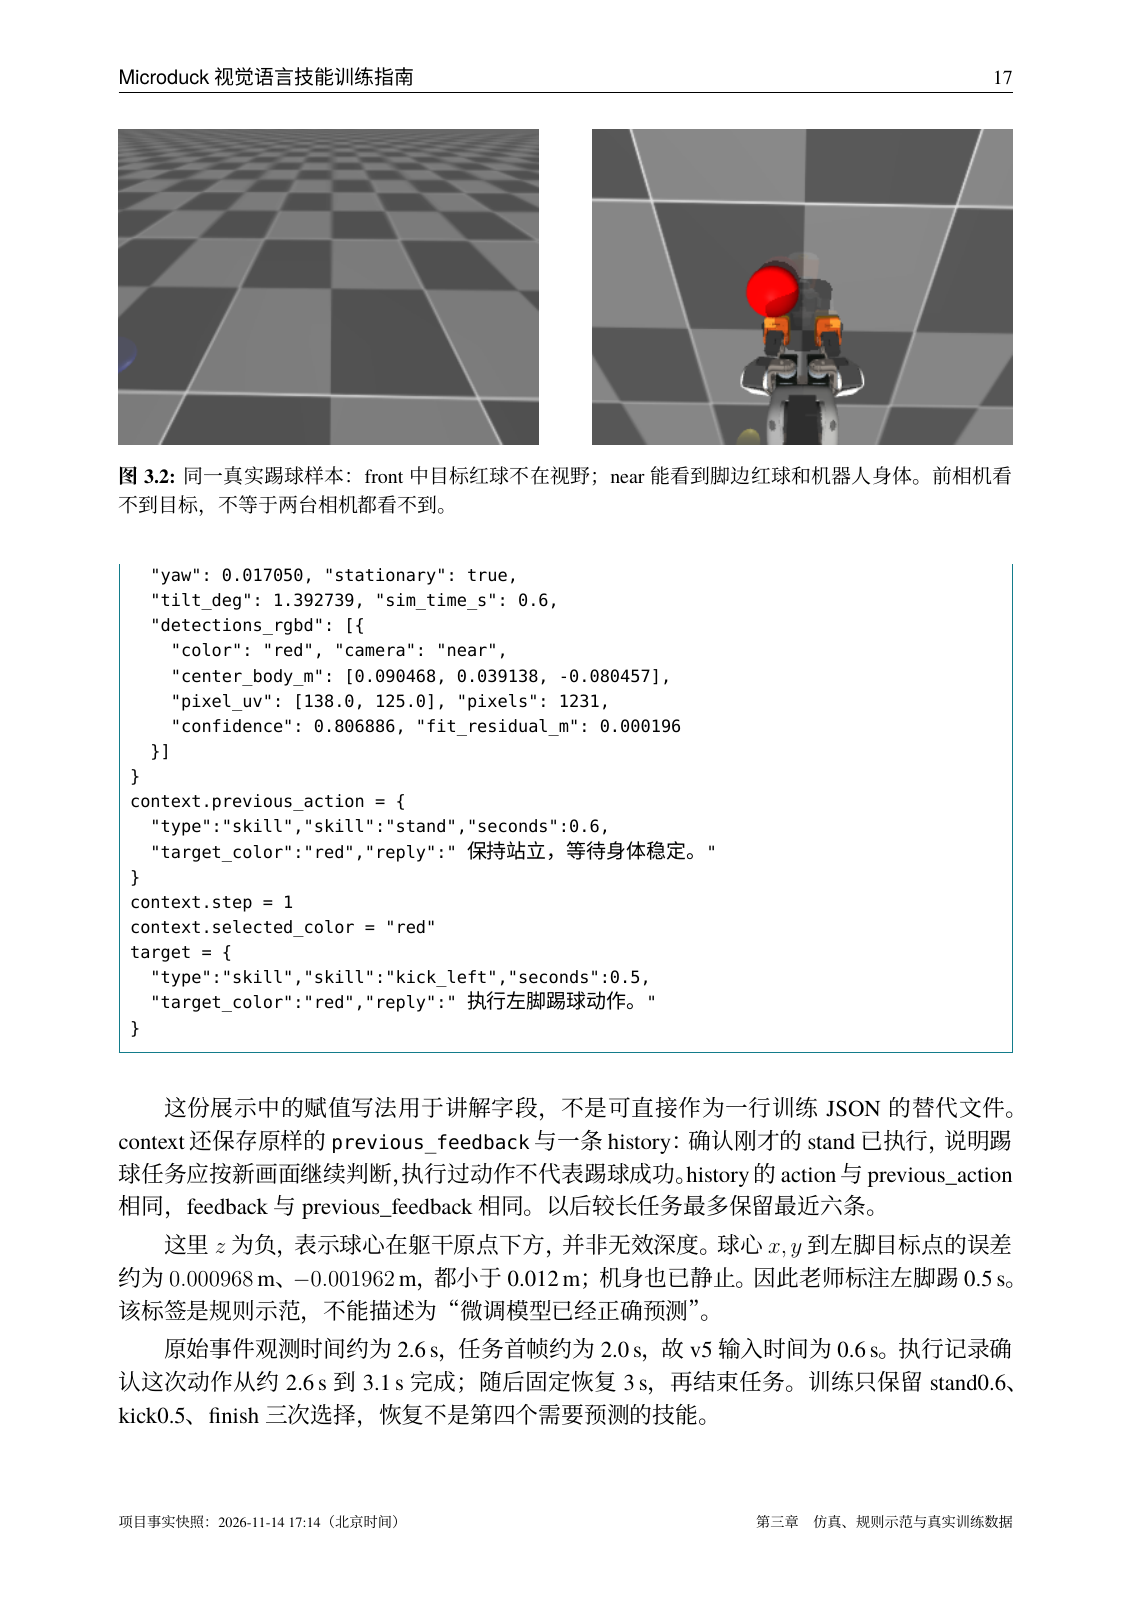 Microduck 视觉语言技能训练指南 17
图 3.2: 同一真实踢球样本：front 中目标红球不在视野；near 能看到脚边红球和机器人身体。前相机看
不到目标，不等于两台相机都看不到。
"yaw": 0.017050, "stationary": true,
"tilt_deg": 1.392739, "sim_time_s": 0.6,
"detections_rgbd": [{
"color": "red", "camera": "near",
"center_body_m": [0.090468, 0.039138, -0.080457],
"pixel_uv": [138.0, 125.0], "pixels": 1231,
"confidence": 0.806886, "fit_residual_m": 0.000196
}]
}
context.previous_action = {
"type":"skill","skill":"stand","seconds":0.6,
"target_color":"red","reply":" 保持站立，等待身体稳定。"
}
context.step = 1
context.selected_color = "red"
target = {
"type":"skill","skill":"kick_left","seconds":0.5,
"target_color":"red","reply":" 执行左脚踢球动作。"
}
这份展示中的赋值写法用于讲解字段，不是可直接作为一行训练 JSON 的替代文件。
context 还保存原样的 previous_feedback 与一条 history：确认刚才的 stand 已执行，说明踢
球任务应按新画面继续判断，执行过动作不代表踢球成功。history 的 action 与 previous_action
相同，feedback 与 previous_feedback 相同。以后较长任务最多保留最近六条。
这里 z 为负，表示球心在躯干原点下方，并非无效深度。球心 x, y 到左脚目标点的误差
约为 0.000968 m、−0.001962 m，都小于 0.012 m；机身也已静止。因此老师标注左脚踢 0.5 s。
该标签是规则示范，不能描述为“微调模型已经正确预测”。
原始事件观测时间约为 2.6 s，任务首帧约为 2.0 s，故 v5 输入时间为 0.6 s。执行记录确
认这次动作从约 2.6 s 到 3.1 s 完成；随后固定恢复 3 s，再结束任务。训练只保留 stand0.6、
kick0.5、finish 三次选择，恢复不是第四个需要预测的技能。
项目事实快照：2026-11-14 17:14（北京时间） 第三章 仿真、规则示范与真实训练数据